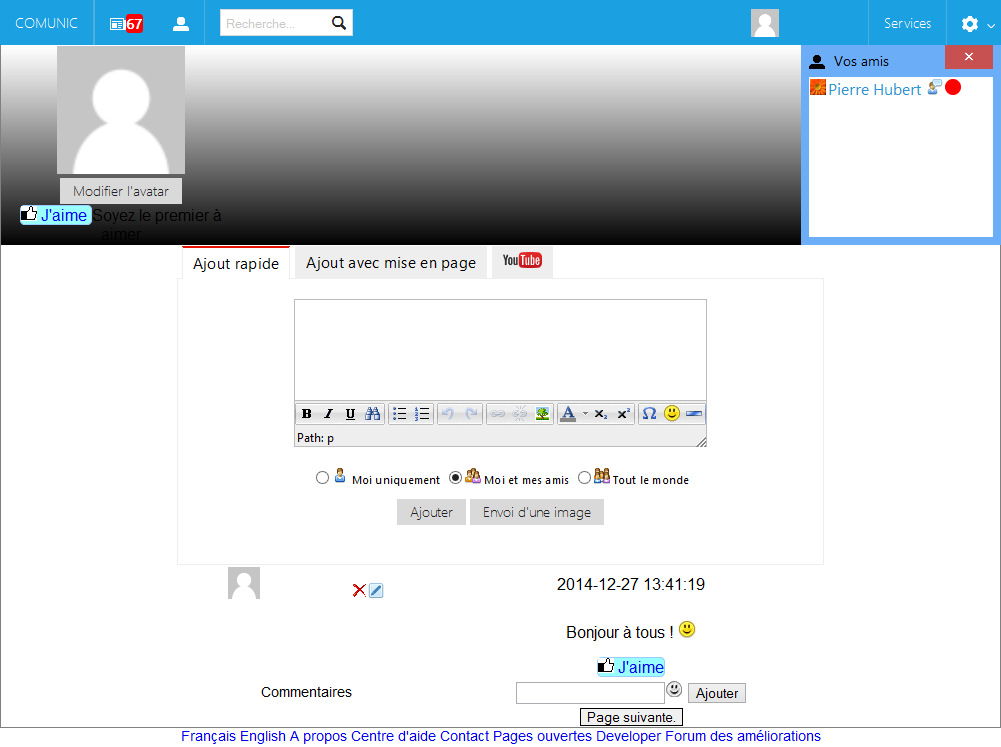 COMUNIC 67 Recherche... Services
Vos amis ×
Pierre Hubert
Modifier l'avatar
J'aime Soyez le premier à
aimer
Ajout rapide Ajout avec mise en page YouTube
B I U A x₂ x² Ω
Path: p
Moi uniquement Moi et mes amis Tout le monde
Ajouter Envoi d'une image
2014-12-27 13:41:19
Bonjour à tous !
J'aime
Commentaires Ajouter
Page suivante.
Français English A propos Centre d'aide Contact Pages ouvertes Developer Forum des améliorations